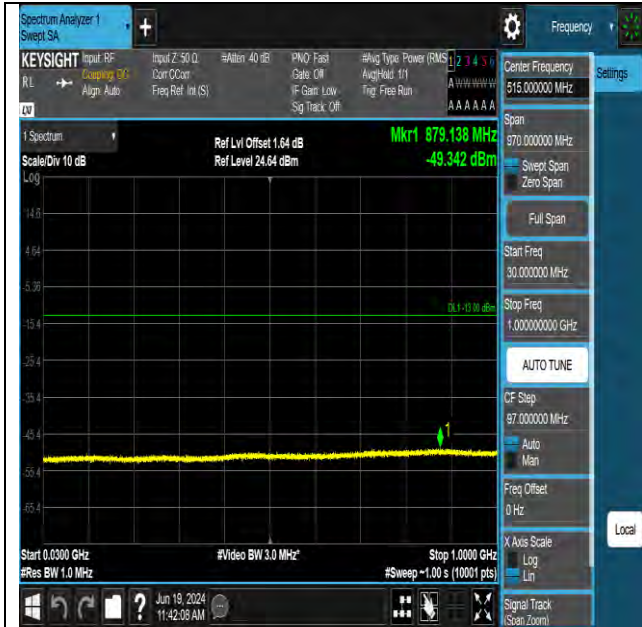 Spectrum Analyzer 1
Swept SA
+
Frequency
KEYSIGHT
RL
Input: RF
Coupling: DC
Align: Auto
Input Z: 50 Ω
Corr CCorr
Freq Ref: Int (S)
#Atten: 40 dB
PNO: Fast
Gate: Off
IF Gain: Low
Sig Track: Off
#Avg Type: Power (RMS
Avg|Hold: 1/1
Trig: Free Run
1 2 3 4 5 6
A W W W W W
A A A A A A
1 Spectrum
Scale/Div 10 dB
Ref Lvl Offset 1.64 dB
Ref Level 24.64 dBm
Mkr1 879.138 MHz
-49.342 dBm
Log
14.6
4.64
-5.36
DL1 -13.00 dBm
-15.4
-25.4
-35.4
-45.4
1
-55.4
-65.4
Start 0.0300 GHz
#Video BW 3.0 MHz*
Stop 1.0000 GHz
#Res BW 1.0 MHz
#Sweep ~1.00 s (10001 pts)
?
Jun 19, 2024
11:42:08 AM
Center Frequency
515.000000 MHz
Settings
Span
970.000000 MHz
Swept Span
Zero Span
Full Span
Start Freq
30.000000 MHz
Stop Freq
1.000000000 GHz
AUTO TUNE
CF Step
97.000000 MHz
Auto
Man
Freq Offset
0 Hz
Local
X Axis Scale
Log
Lin
Signal Track
(Span Zoom)